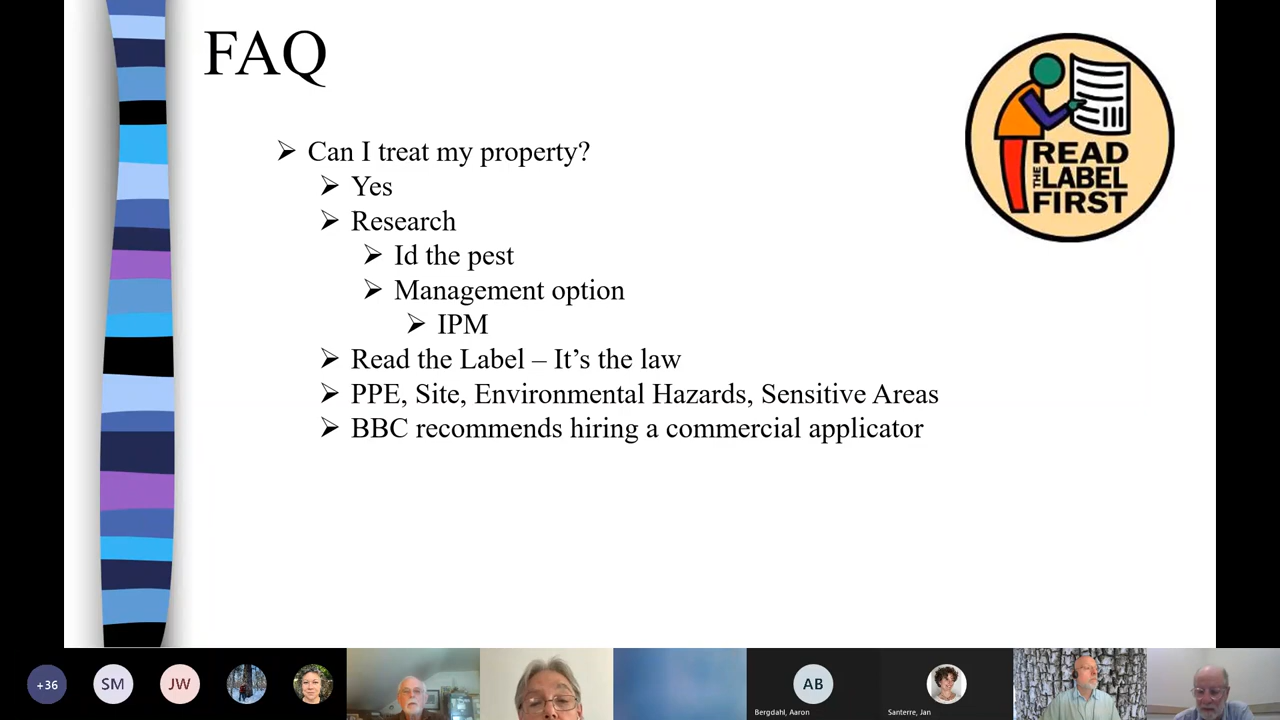 FAQ
Can I treat my property?
Yes
Research
Id the pest
Management option
IPM
Read the Label – It’s the law
PPE, Site, Environmental Hazards, Sensitive Areas
BBC recommends hiring a commercial applicator
READ
THE LABEL
FIRST
+36
SM
JW
AB
Bergdahl, Aaron
Santerre, Jan